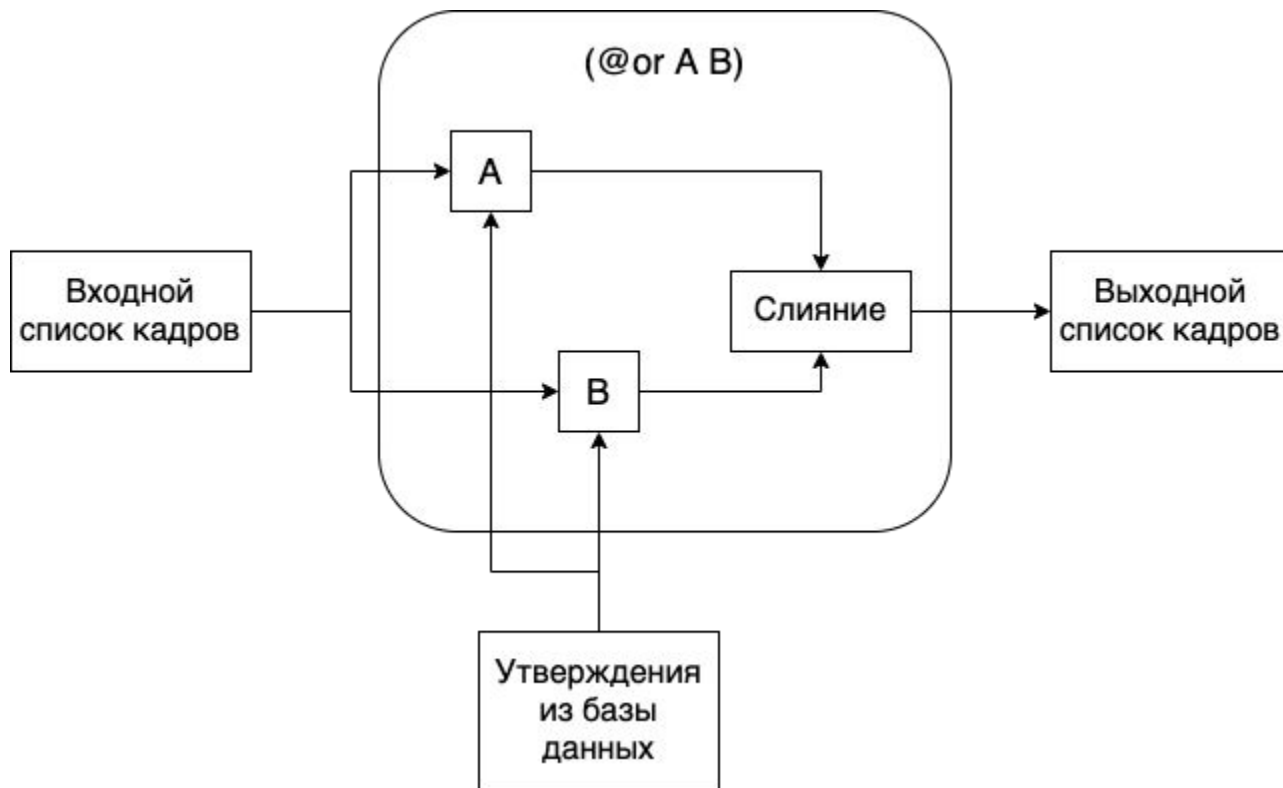 (@or A B)
A
Входной
список кадров
Слияние
Выходной
список кадров
B
Утверждения
из базы
данных